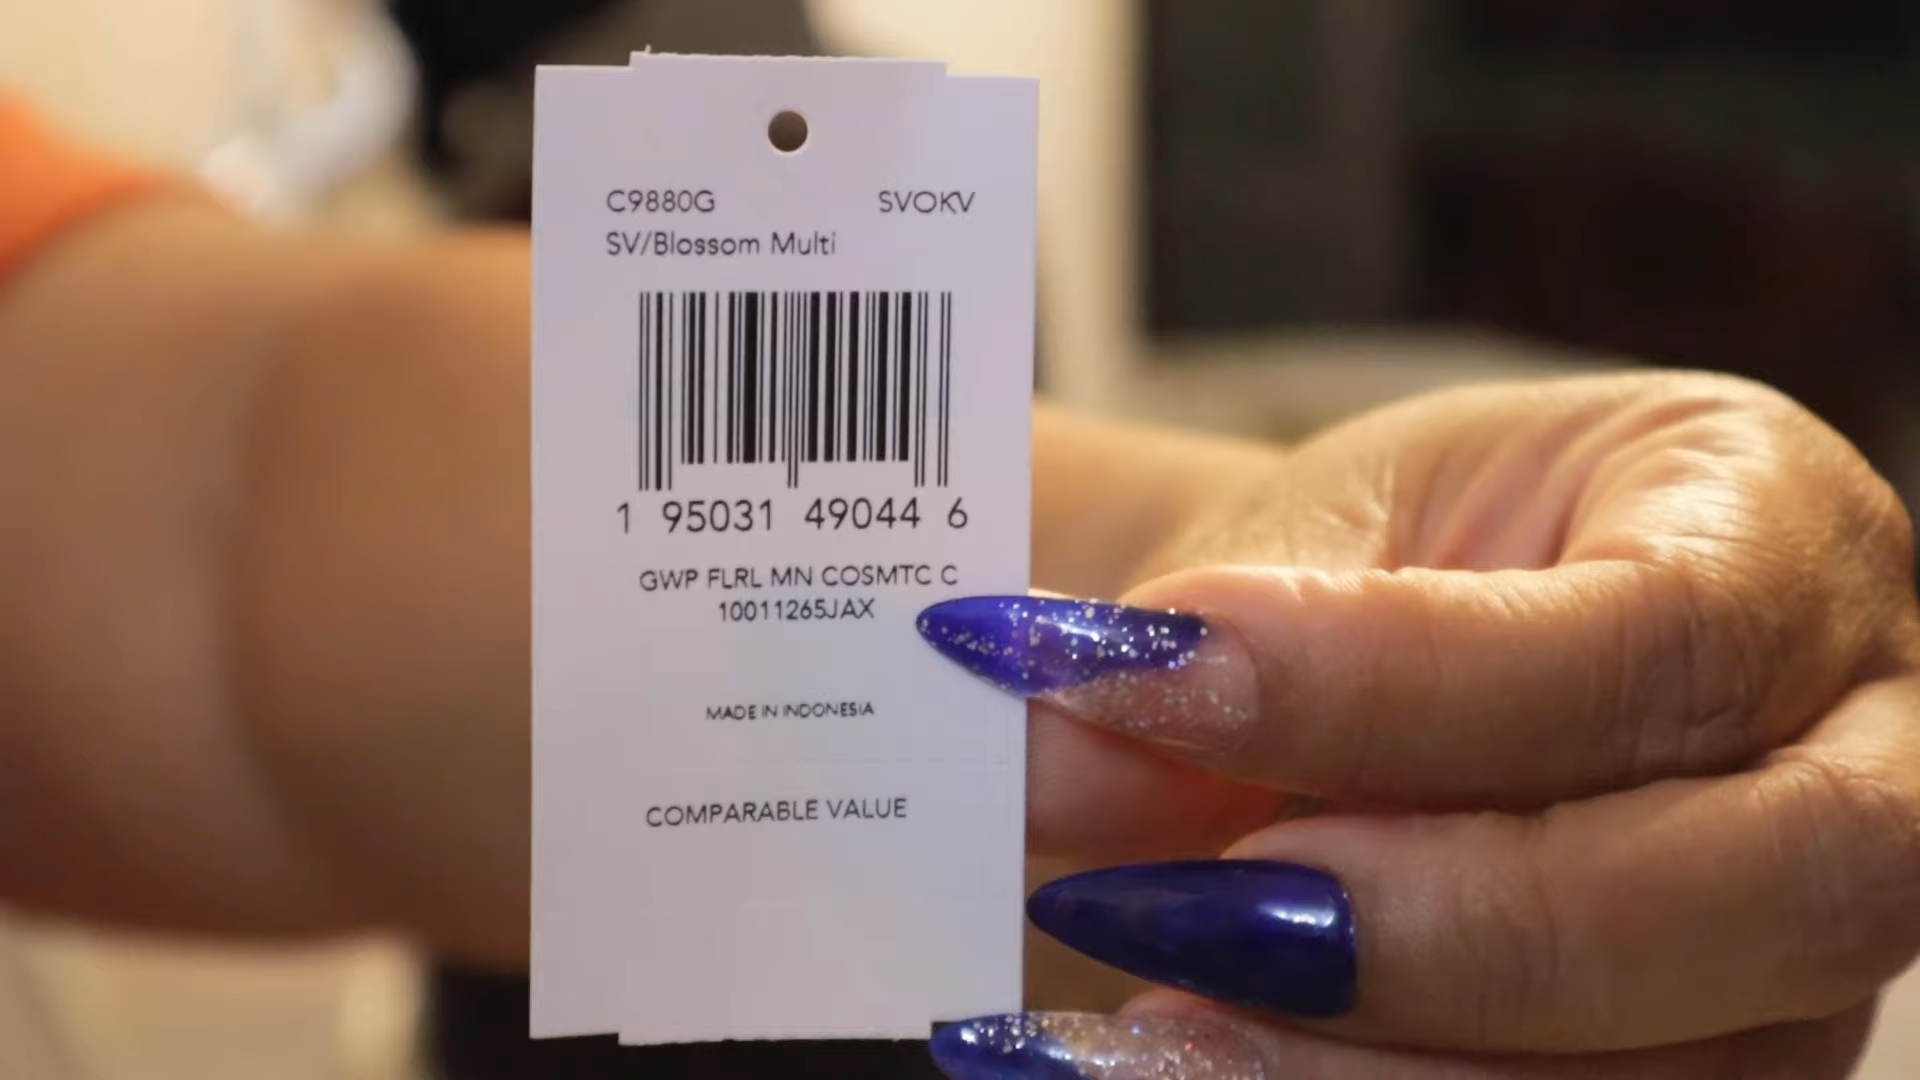 C9880G SVOKV
SV/Blossom Multi
1 95031 49044 6
GWP FLRL MN COSMTC C
10011265JAX
MADE IN INDONESIA
COMPARABLE VALUE